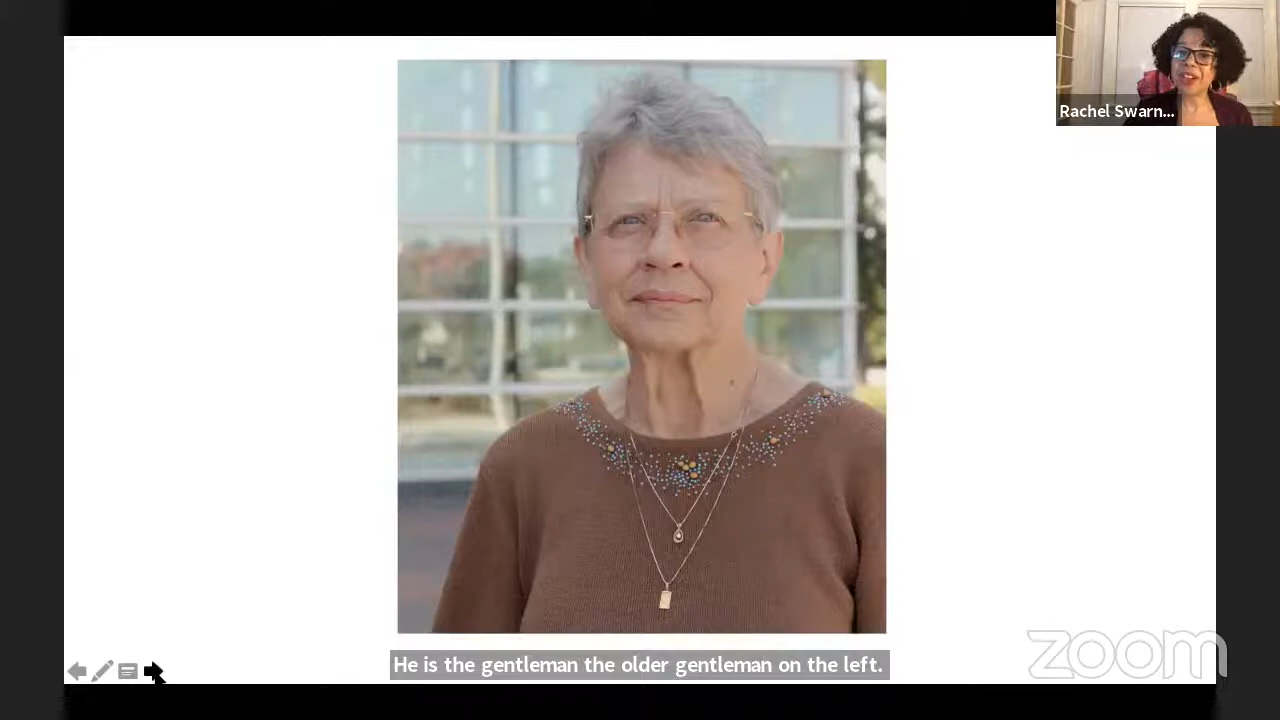 Rachel Swarn...
He is the gentleman the older gentleman on the left.
zoom